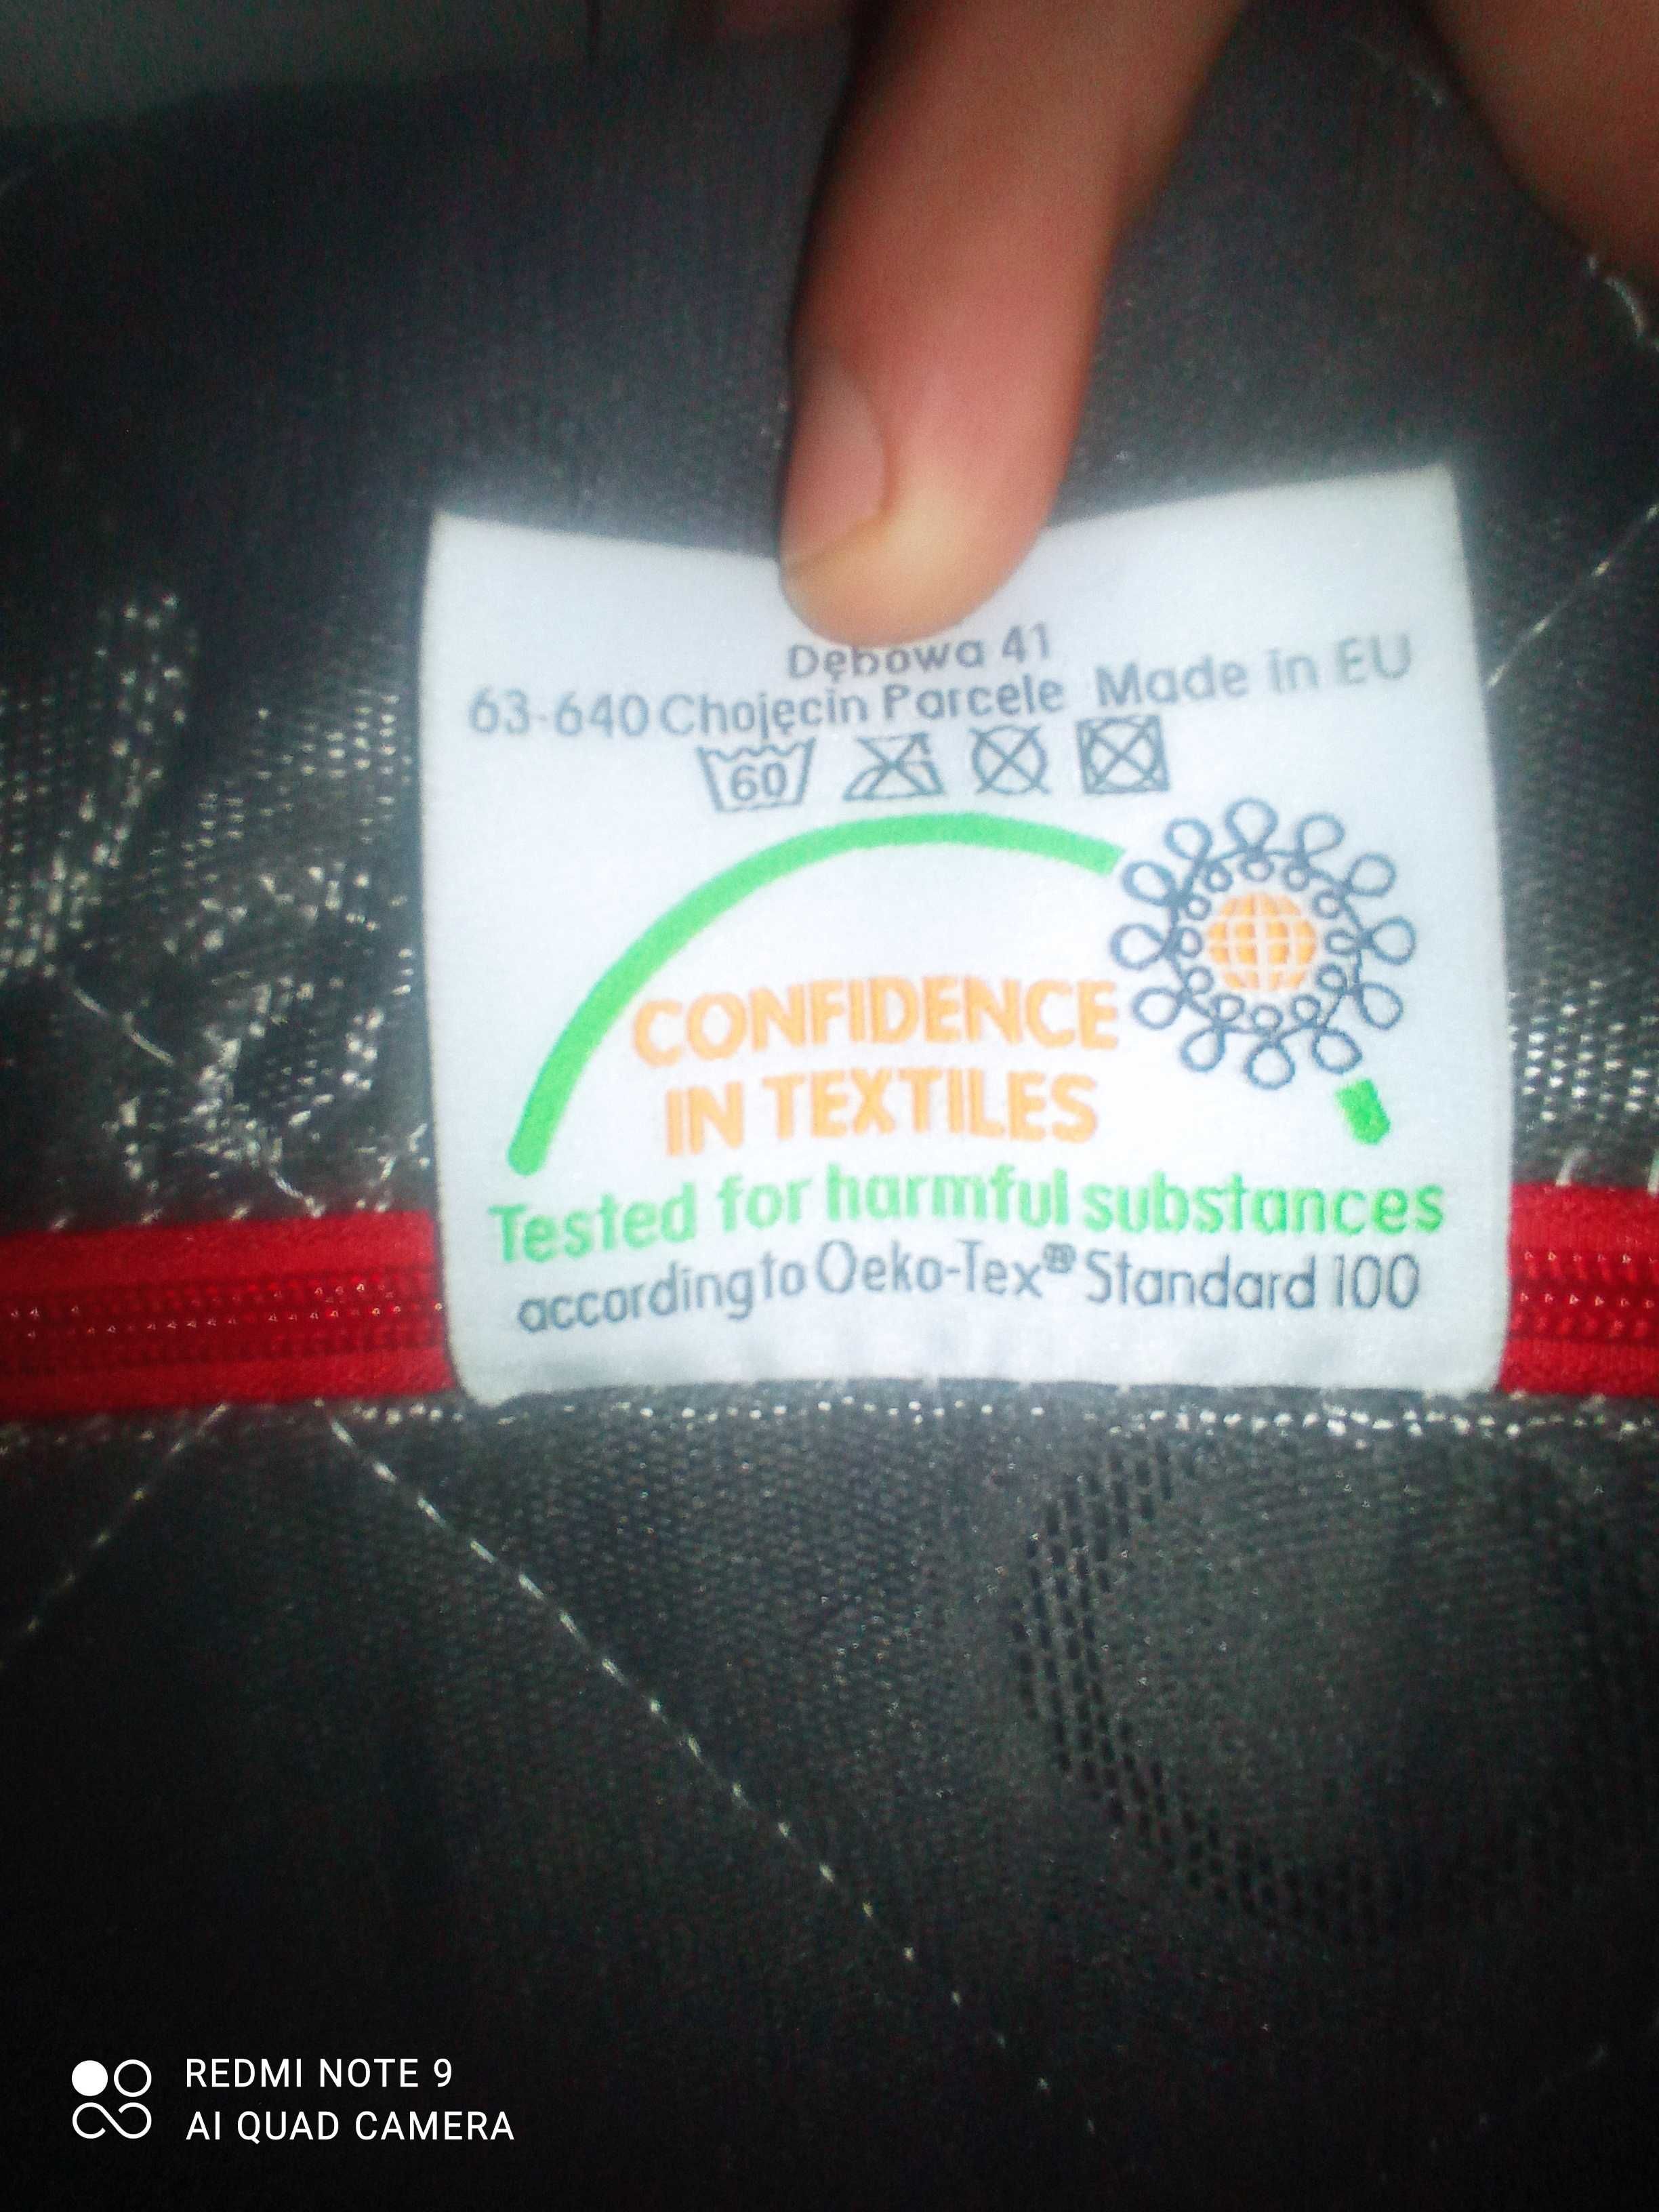 Dębowa 41
63-640 Chojęcin Parcele Made in EU
60
CONFIDENCE
IN TEXTILES
Tested for harmful substances
according to Oeko-Tex® Standard 100
REDMI NOTE 9
AI QUAD CAMERA